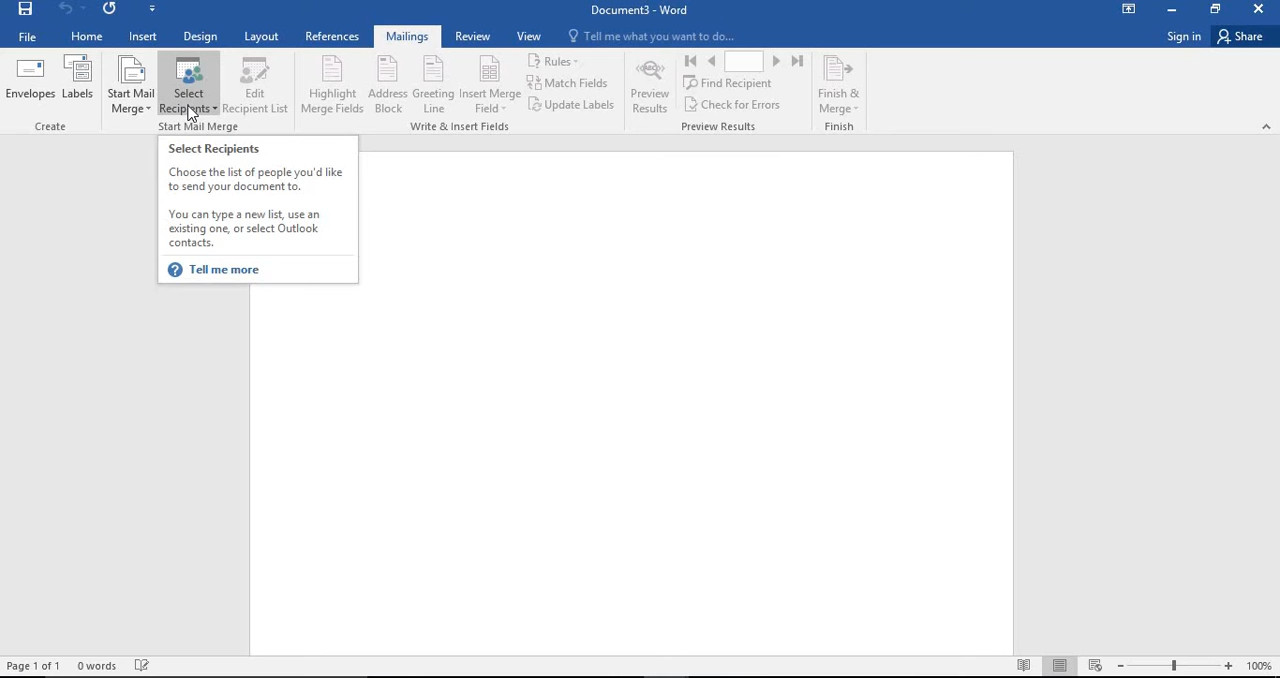 Document3 - Word
File Home Insert Design Layout References Mailings Review View Tell me what you want to do... Sign in Share
Envelopes
Labels
Create
Start Mail
Merge
Select
Recipients
Edit
Recipient List
Start Mail Merge
Highlight
Merge Fields
Address
Block
Greeting
Line
Insert Merge
Field
Rules
Match Fields
Update Labels
Write & Insert Fields
ABC
Preview
Results
Find Recipient
Check for Errors
Preview Results
Finish &
Merge
Finish
Select Recipients
Choose the list of people you'd like
to send your document to.
You can type a new list, use an
existing one, or select Outlook
contacts.
? Tell me more
Page 1 of 1 0 words 100%